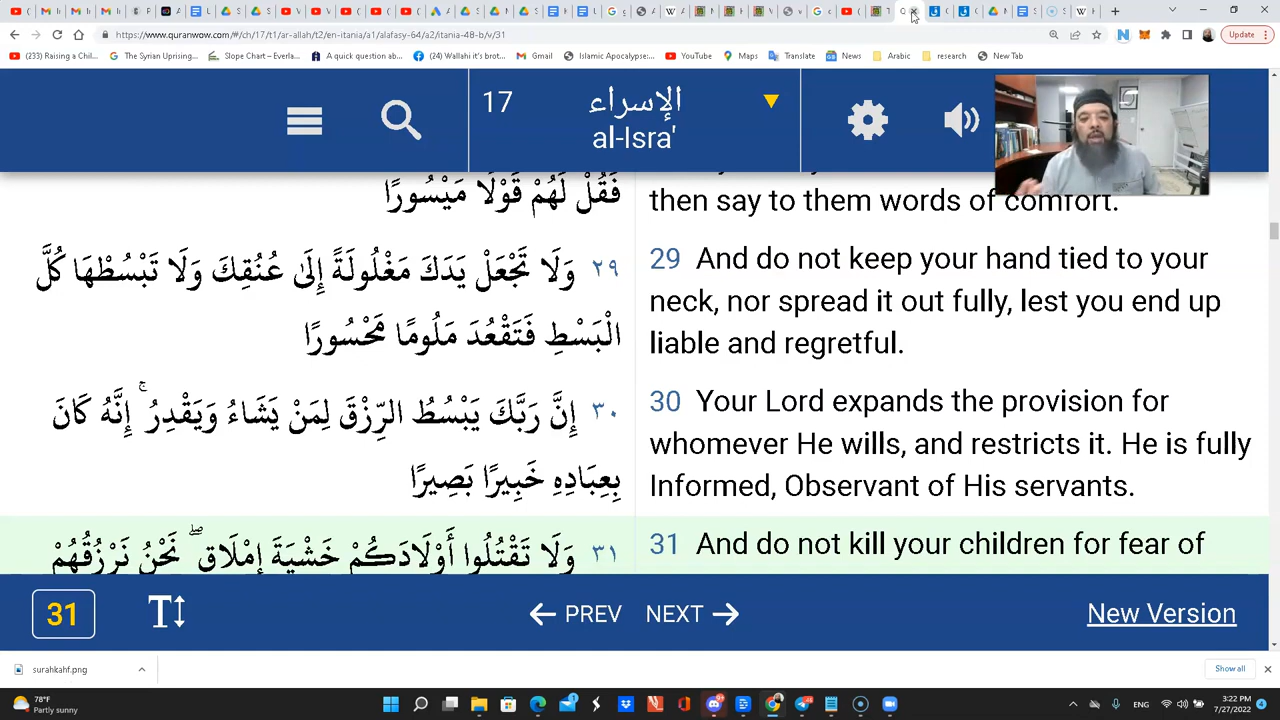 https://www.quranwow.com/#/ch/17/t1/ar-allah/t2/en-itania/a1/alafasy-64/a2/itania-48-b/v/31
Update
(233) Raising a Chil...
The Syrian Uprising...
Slope Chart – Everla...
A quick question ab...
(24) Wallahi it's brot...
Gmail
Islamic Apocalypse:...
YouTube
Maps
Translate
News
Arabic
research
New Tab
17
الإسراء
al-Isra'
فَقُلْ لَهُمْ قَوْلًا مَيْسُورًا
then say to them words of comfort.
٢٩ وَلَا تَجْعَلْ يَدَكَ مَغْلُولَةً إِلَىٰ عُنُقِكَ وَلَا تَبْسُطْهَا كُلَّ
الْبَسْطِ فَتَقْعُدَ مَلُومًا مَحْسُورًا
29 And do not keep your hand tied to your
neck, nor spread it out fully, lest you end up
liable and regretful.
٣٠ إِنَّ رَبَّكَ يَبْسُطُ الرِّزْقَ لِمَنْ يَشَاءُ وَيَقْدِرُ ۚ إِنَّهُ كَانَ
بِعِبَادِهِ خَبِيرًا بَصِيرًا
30 Your Lord expands the provision for
whomever He wills, and restricts it. He is fully
Informed, Observant of His servants.
٣١ وَلَا تَقْتُلُوا أَوْلَادَكُمْ خَشْيَةَ إِمْلَاقٍ ۖ نَحْنُ نَرْزُقُهُمْ
31 And do not kill your children for fear of
31
PREV
NEXT
New Version
surahkahf.png
Show all
78°F
Partly sunny
ENG
3:22 PM
7/27/2022